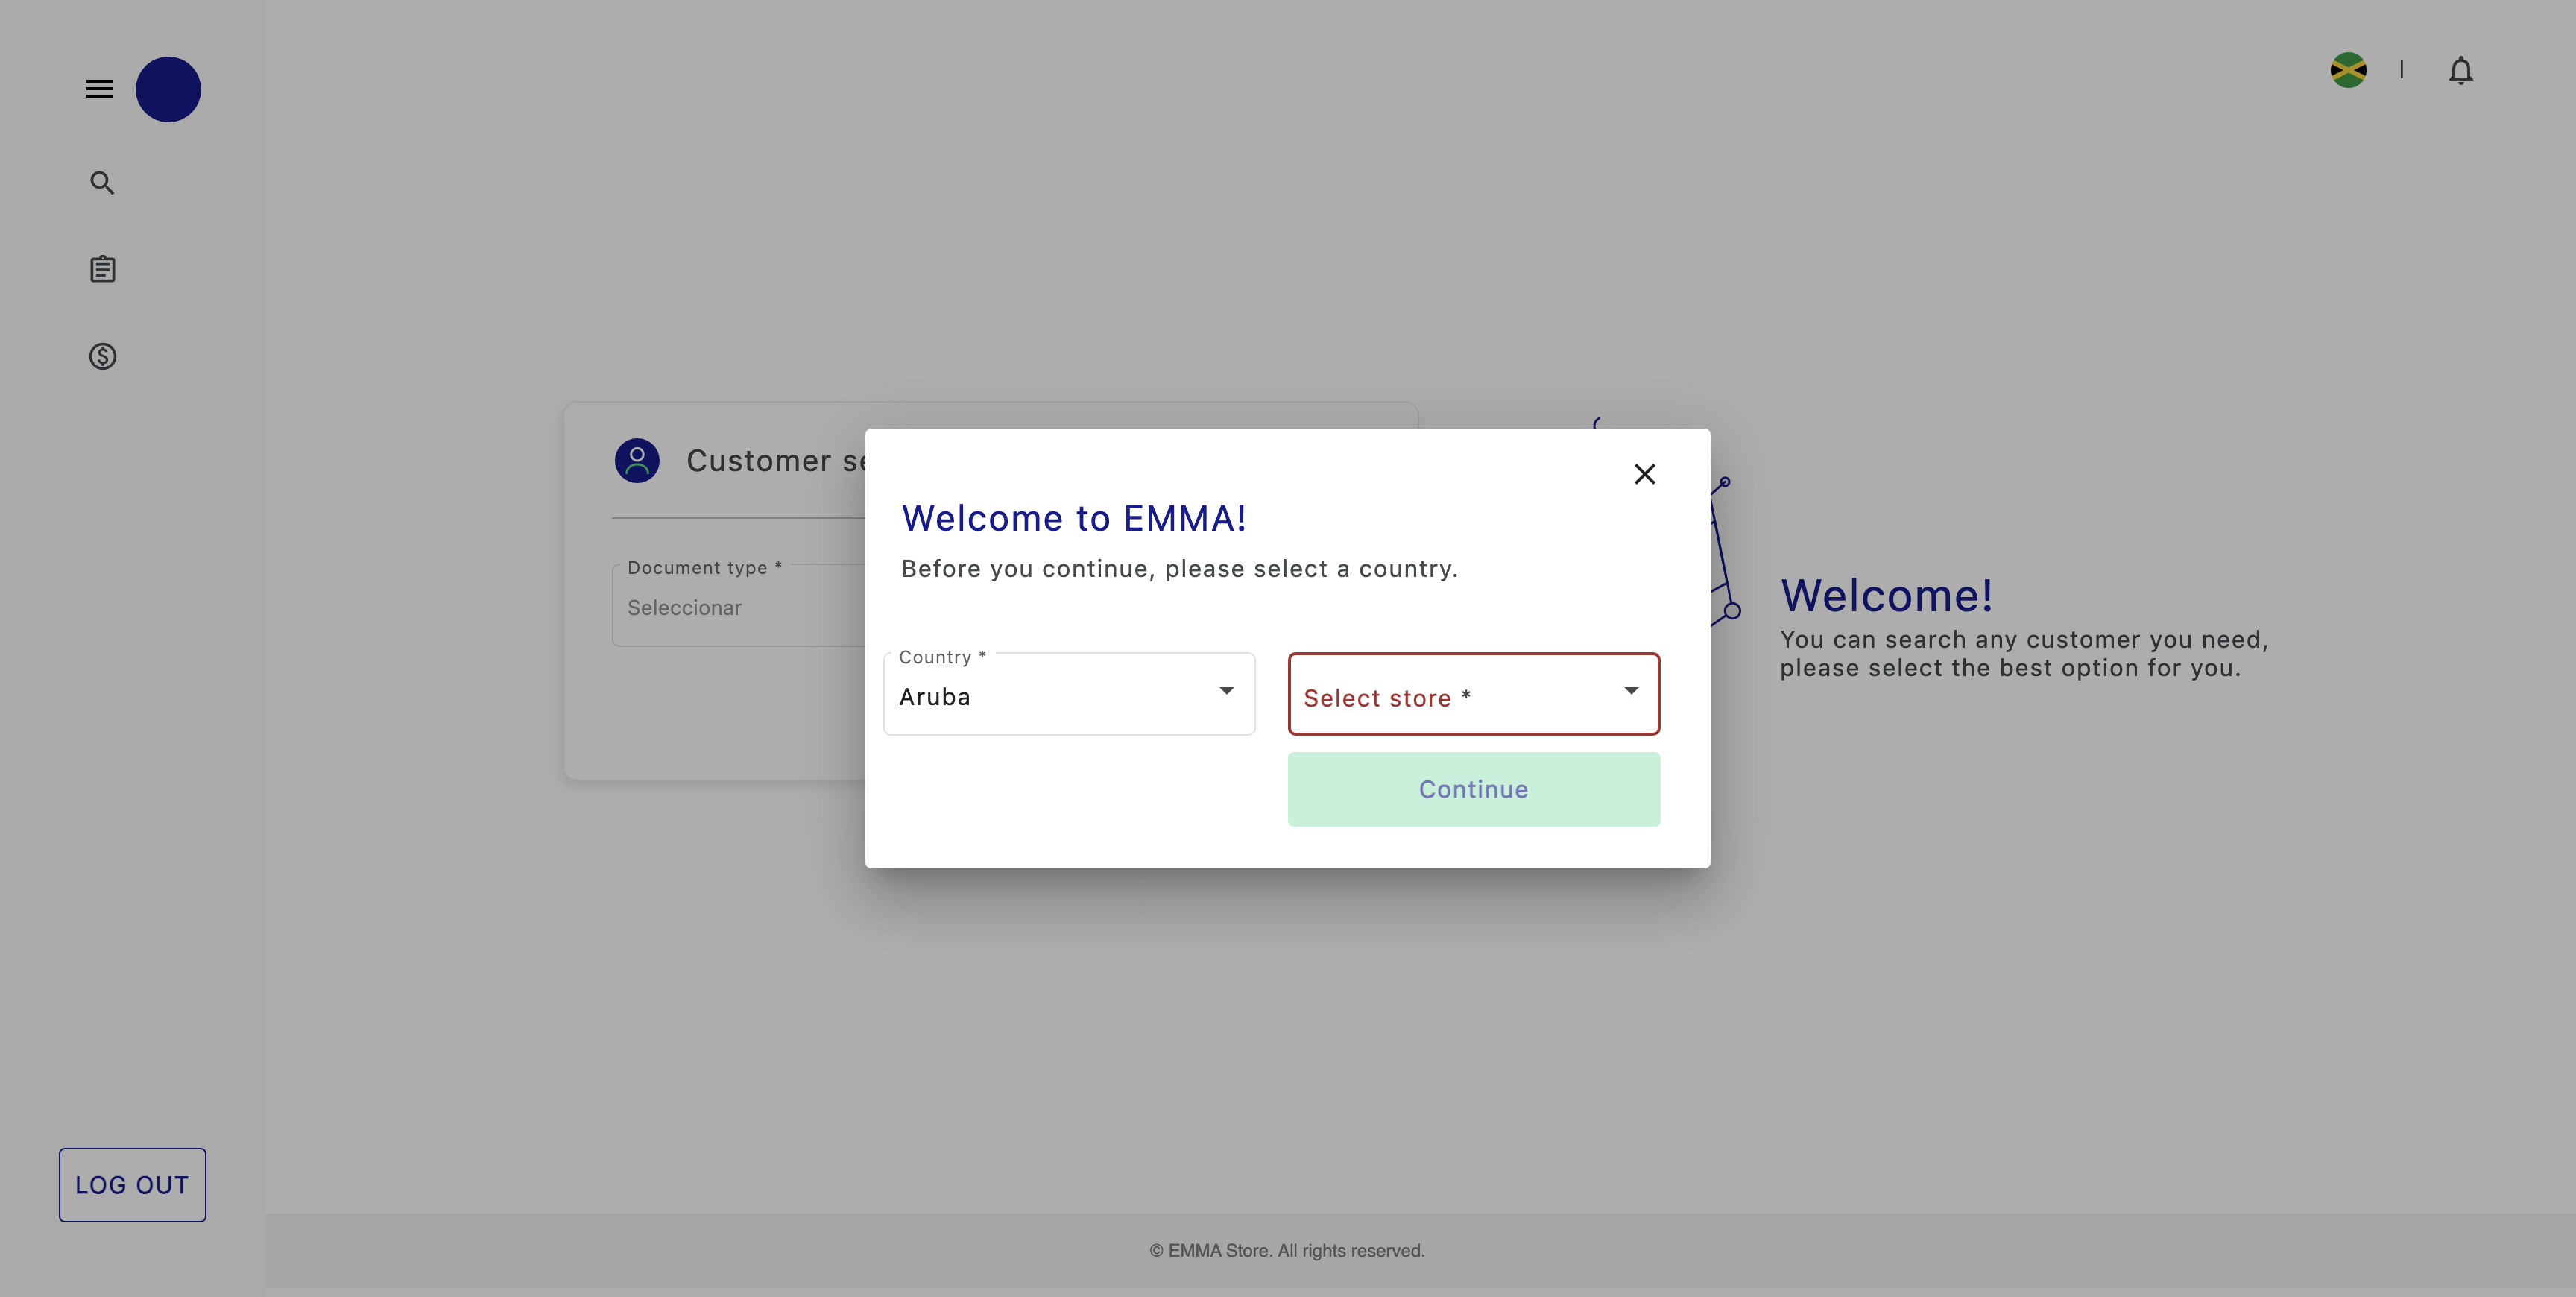 Customer se
Document type *
Seleccionar
Welcome to EMMA!
Before you continue, please select a country.
Country *
Aruba
Select store *
Continue
Welcome!
You can search any customer you need,
please select the best option for you.
LOG OUT
© EMMA Store. All rights reserved.